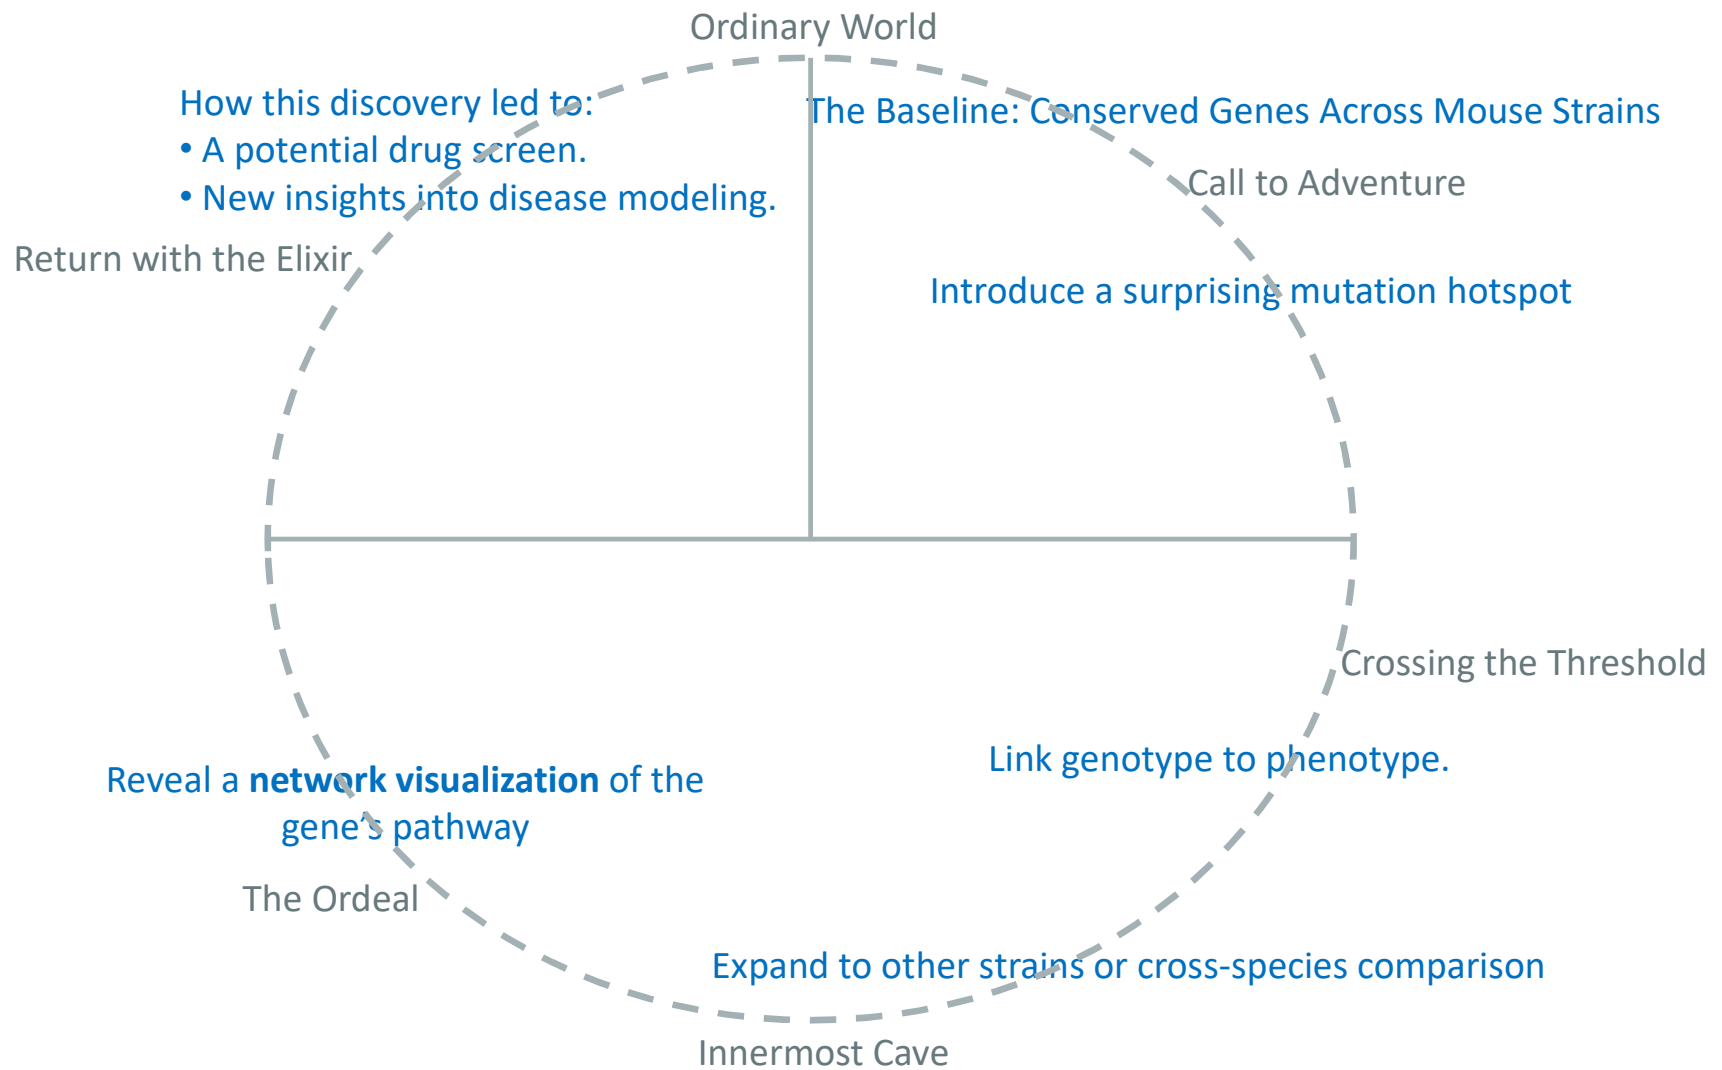 Ordinary World
The Baseline: Conserved Genes Across Mouse Strains
Call to Adventure
Introduce a surprising mutation hotspot
Crossing the Threshold
Link genotype to phenotype.
Expand to other strains or cross-species comparison
Innermost Cave
The Ordeal
Reveal a network visualization of the
gene’s pathway
Return with the Elixir
How this discovery led to:
• A potential drug screen.
• New insights into disease modeling.